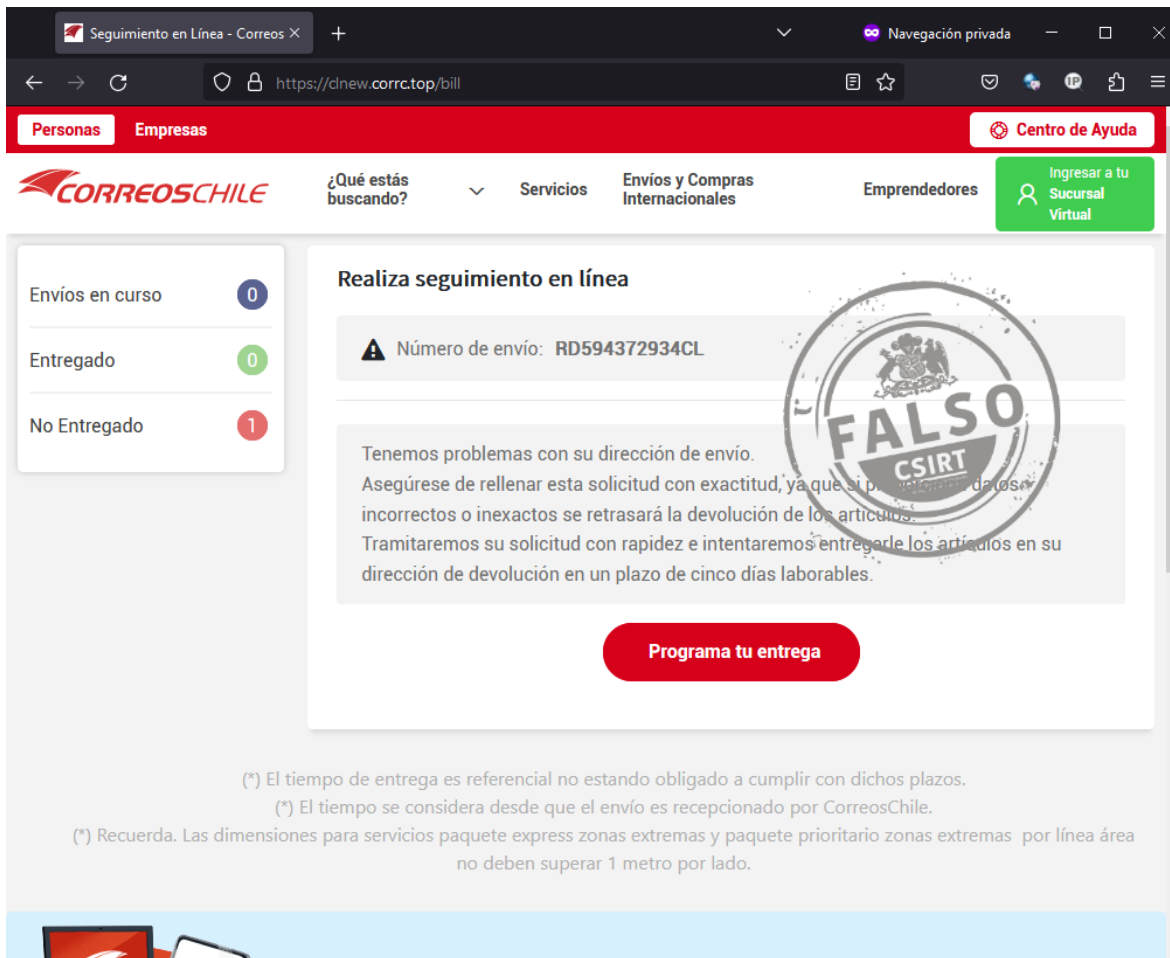 Seguimiento en Línea - Correos
Navegación privada
https://clnew.corrc.top/bill
IP
Personas
Empresas
Centro de Ayuda
CORREOSCHILE
¿Qué estás
buscando?
Servicios
Envíos y Compras
Internacionales
Emprendedores
Ingresar a tu
Sucursal
Virtual
Envíos en curso 0
Entregado 0
No Entregado 1
Realiza seguimiento en línea
Número de envío: RD594372934CL
FALSO
CSIRT
Tenemos problemas con su dirección de envío.
Asegúrese de rellenar esta solicitud con exactitud, ya que si proporciona datos
incorrectos o inexactos se retrasará la devolución de los artículos.
Tramitaremos su solicitud con rapidez e intentaremos entregarle los artículos en su
dirección de devolución en un plazo de cinco días laborables.
Programa tu entrega
(*) El tiempo de entrega es referencial no estando obligado a cumplir con dichos plazos.
(*) El tiempo se considera desde que el envío es recepcionado por CorreosChile.
(*) Recuerda. Las dimensiones para servicios paquete express zonas extremas y paquete prioritario zonas extremas por línea área
no deben superar 1 metro por lado.